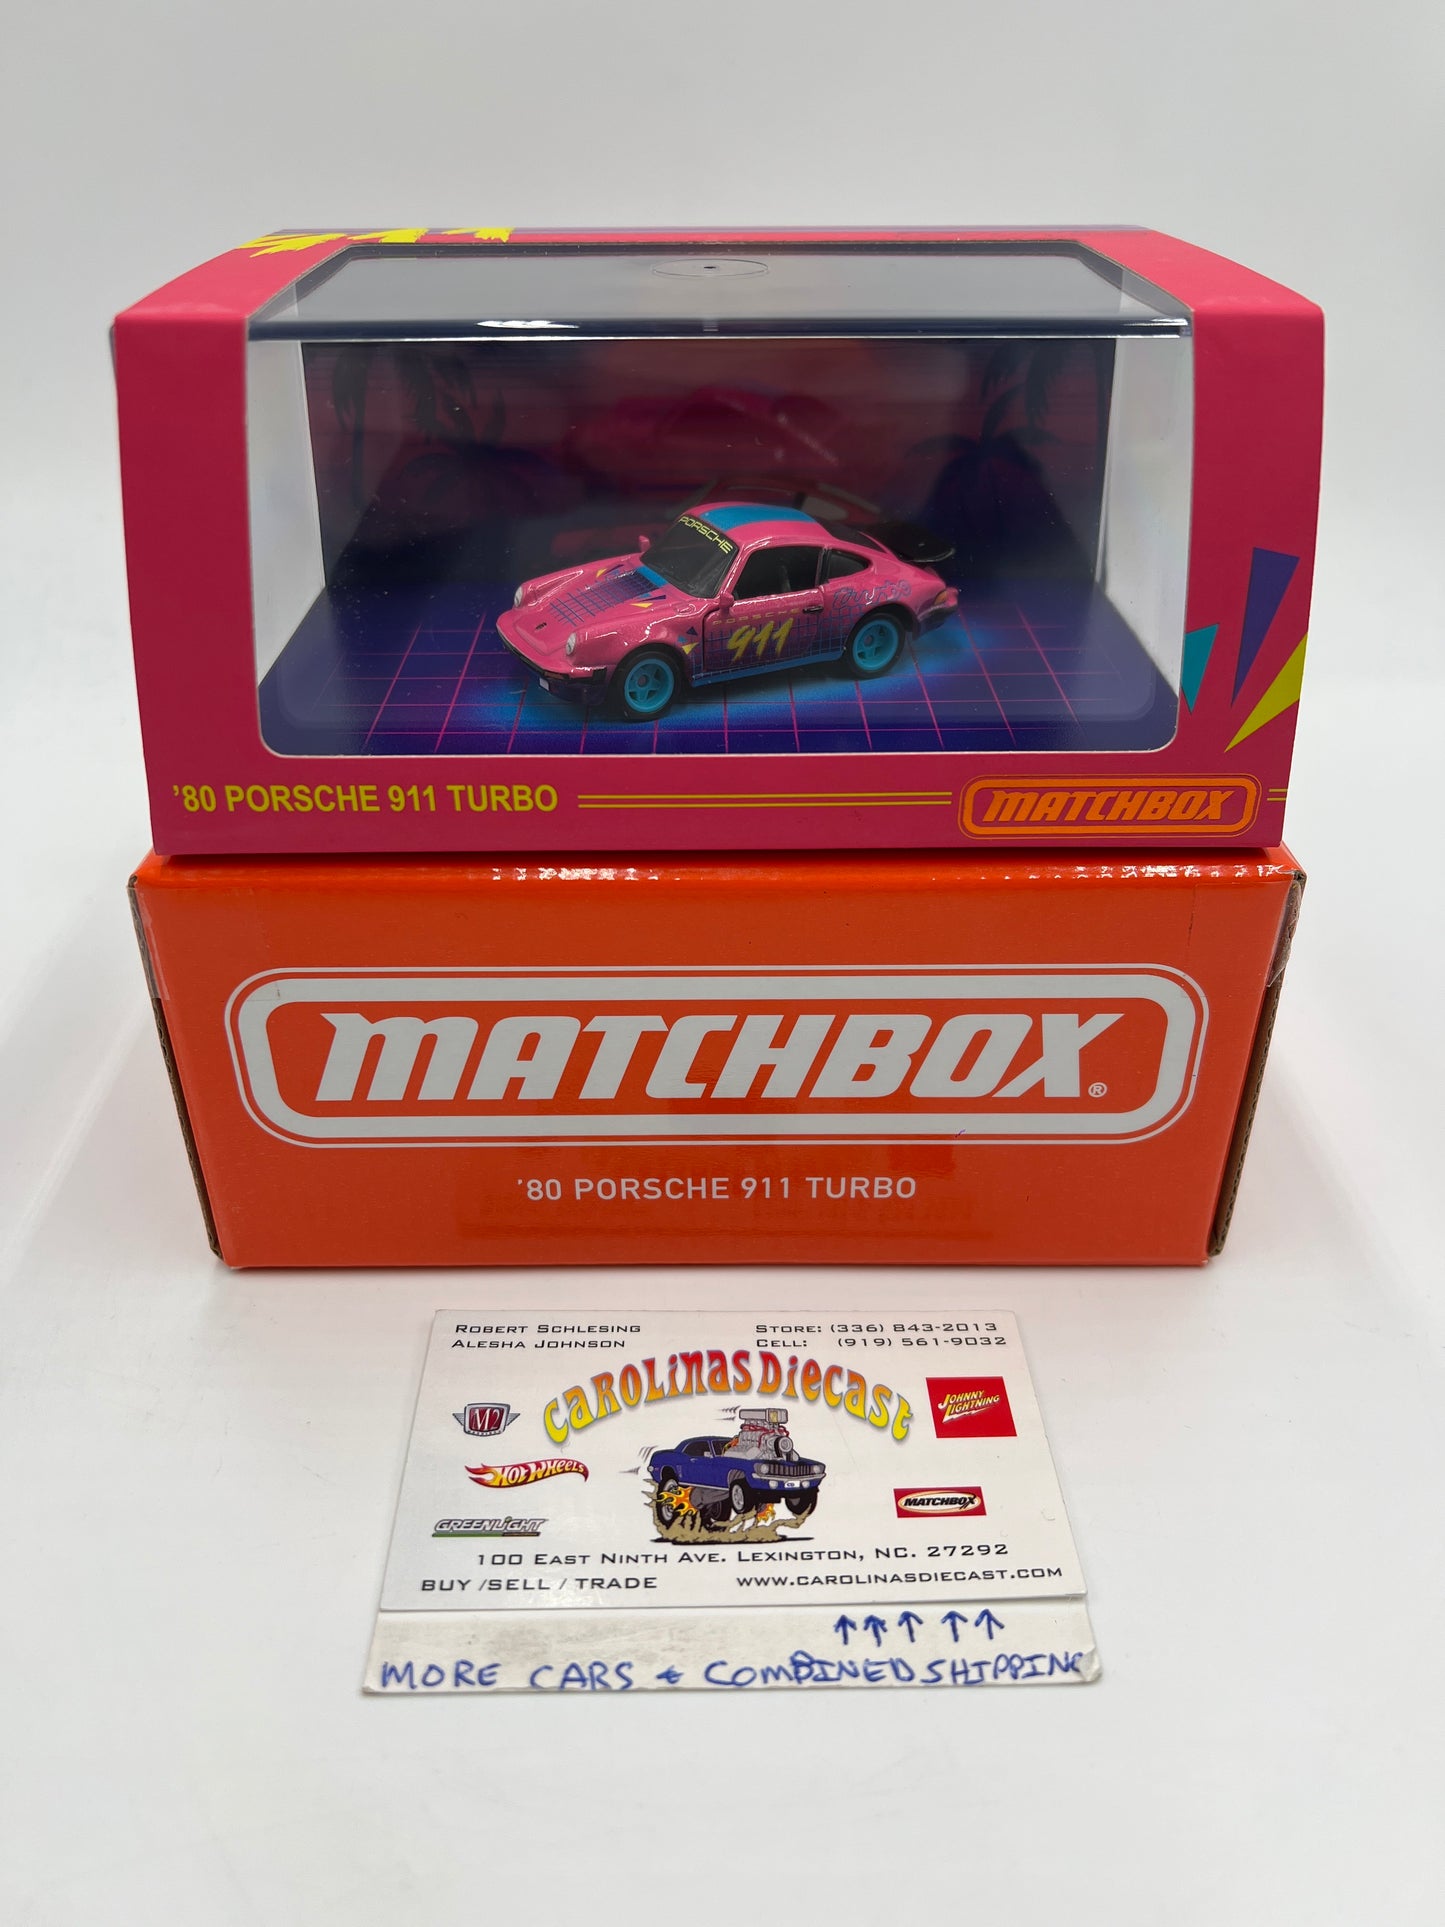 911
PORSCHE
PORSCHE
911
'80 PORSCHE 911 TURBO
MATCHBOX
MATCHBOX®
'80 PORSCHE 911 TURBO
ROBERT SCHLESING
ALESHA JOHNSON
STORE: (336) 843-2013
CELL: (919) 561-9032
CAROLINAS DIECAST
M2
JOHNNY LIGHTNING
HOT WHEELS
MATCHBOX
GREENLIGHT
100 EAST NINTH AVE. LEXINGTON, NC. 27292
BUY /SELL / TRADE
WWW.CAROLINASDIECAST.COM
↑↑↑ ↑↑
MORE CARS & COMBINED SHIPPING